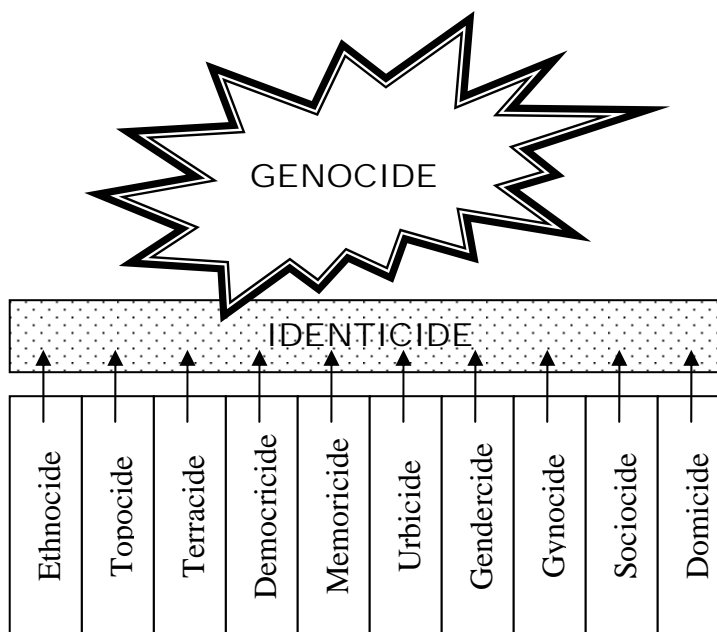 GENOCIDE
IDENTICIDE
Ethnocide
Topocide
Terracide
Democricide
Memoricide
Urbicide
Gendercide
Gynocide
Sociocide
Domicide